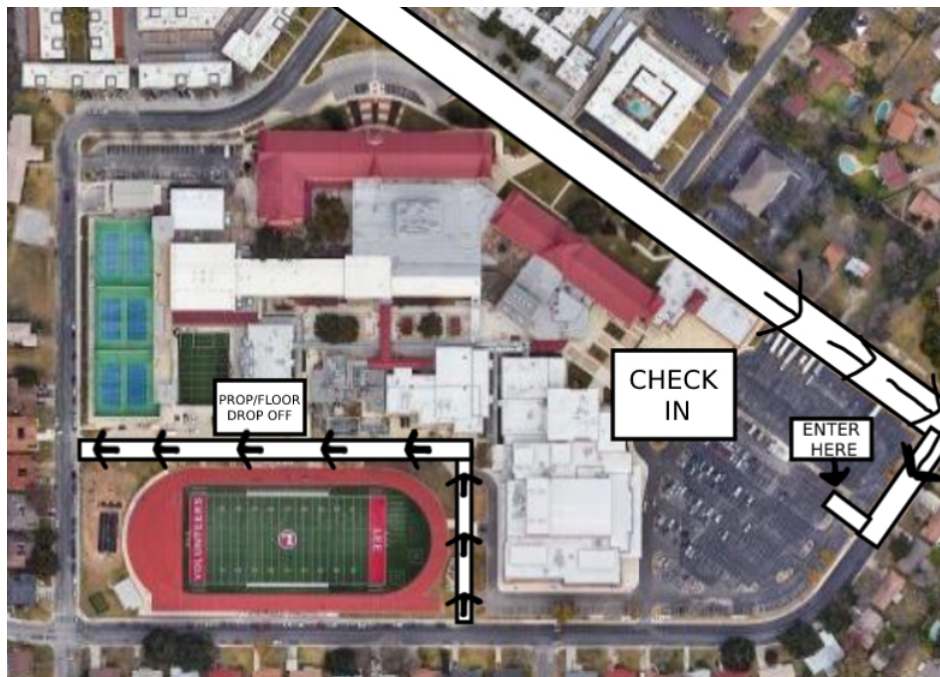 CHECK
IN
PROP/FLOOR
DROP OFF
ENTER
HERE
VOLUNTEERS
LEE